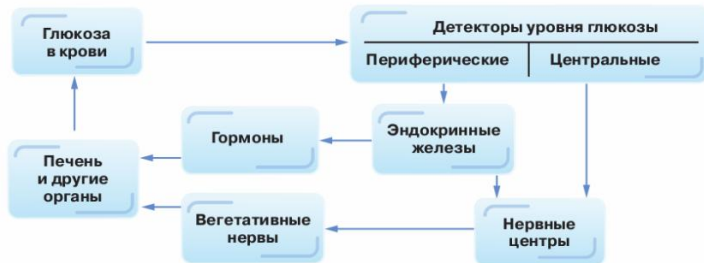 Глюкоза
в крови
Детекторы уровня глюкозы
Периферические
Центральные
Гормоны
Эндокринные
железы
Печень
и другие
органы
Вегетативные
нервы
Нервные
центры